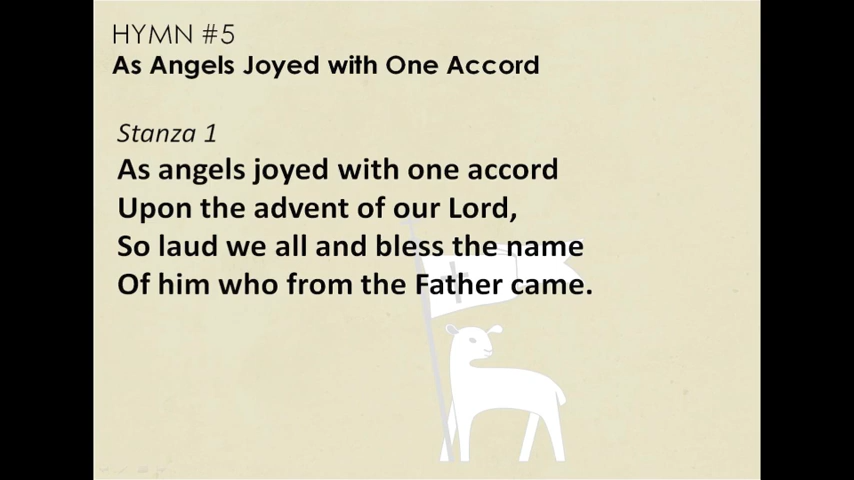 HYMN #5
As Angels Joyed with One Accord
Stanza 1
As angels joyed with one accord
Upon the advent of our Lord,
So laud we all and bless the name
Of him who from the Father came.